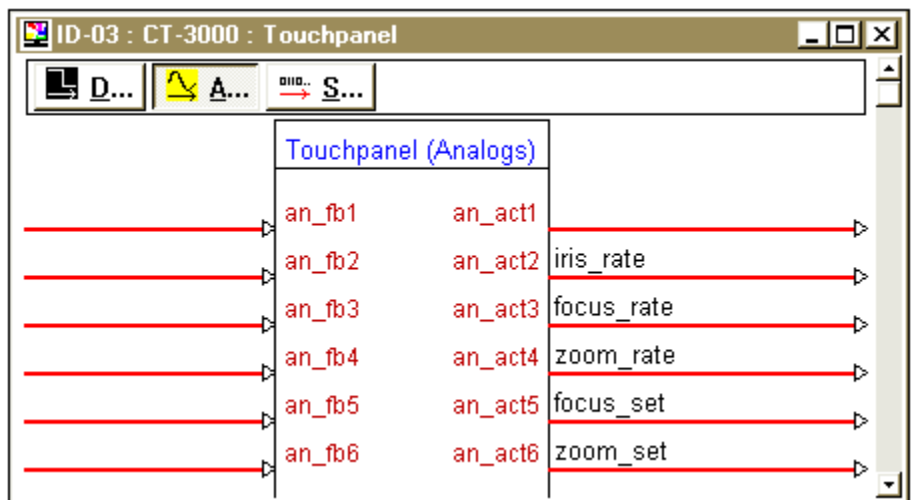 ID-03 : CT-3000 : Touchpanel
D... A... S...
Touchpanel (Analogs)
an_fb1 an_act1
an_fb2 an_act2 iris_rate
an_fb3 an_act3 focus_rate
an_fb4 an_act4 zoom_rate
an_fb5 an_act5 focus_set
an_fb6 an_act6 zoom_set